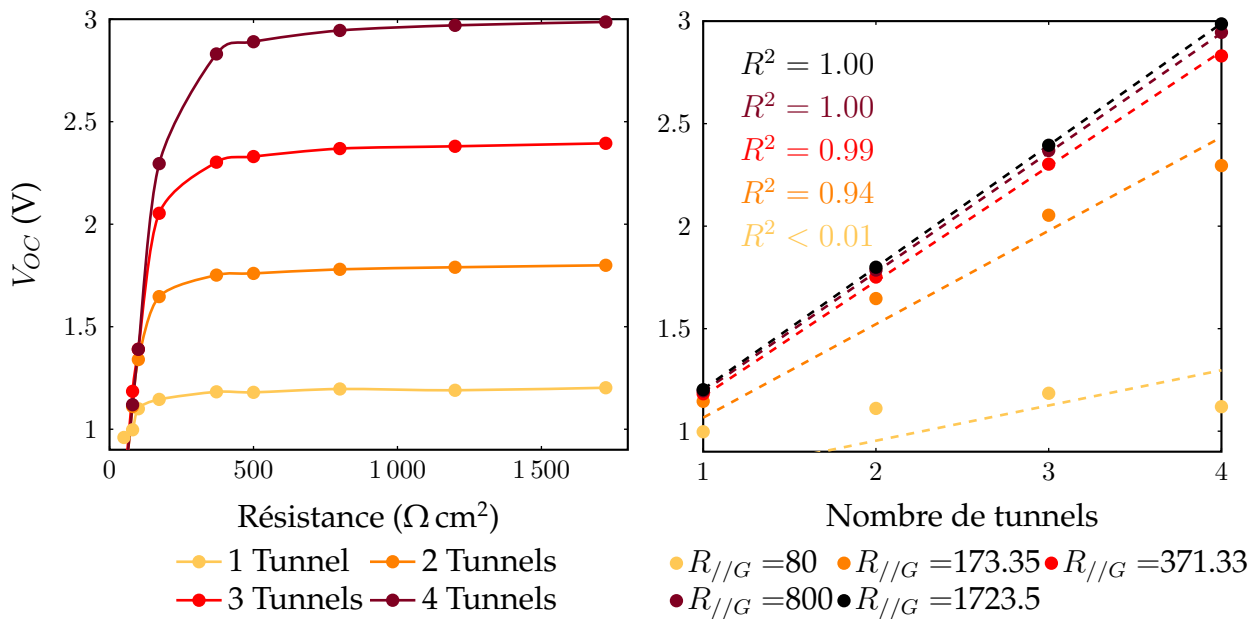 3
2.5
2
1.5
1
V_OC (V)
0
500
1 000
1 500
Résistance (Ω cm²)
1 Tunnel
2 Tunnels
3 Tunnels
4 Tunnels
3
2.5
2
1.5
1
R² = 1.00
R² = 1.00
R² = 0.99
R² = 0.94
R² < 0.01
1
2
3
4
Nombre de tunnels
R_//G =80
R_//G =173.35
R_//G =371.33
R_//G =800
R_//G =1723.5